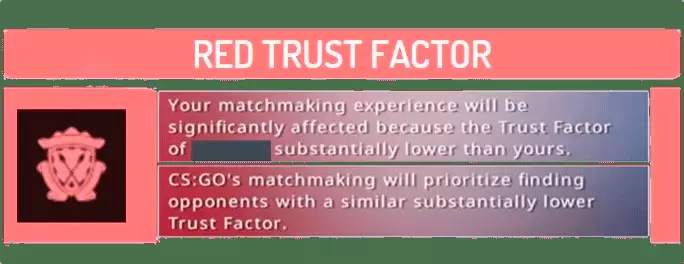 RED TRUST FACTOR
Your matchmaking experience will be
significantly affected because the Trust Factor
of substantially lower than yours.
CS:GO's matchmaking will prioritize finding
opponents with a similar substantially lower
Trust Factor.